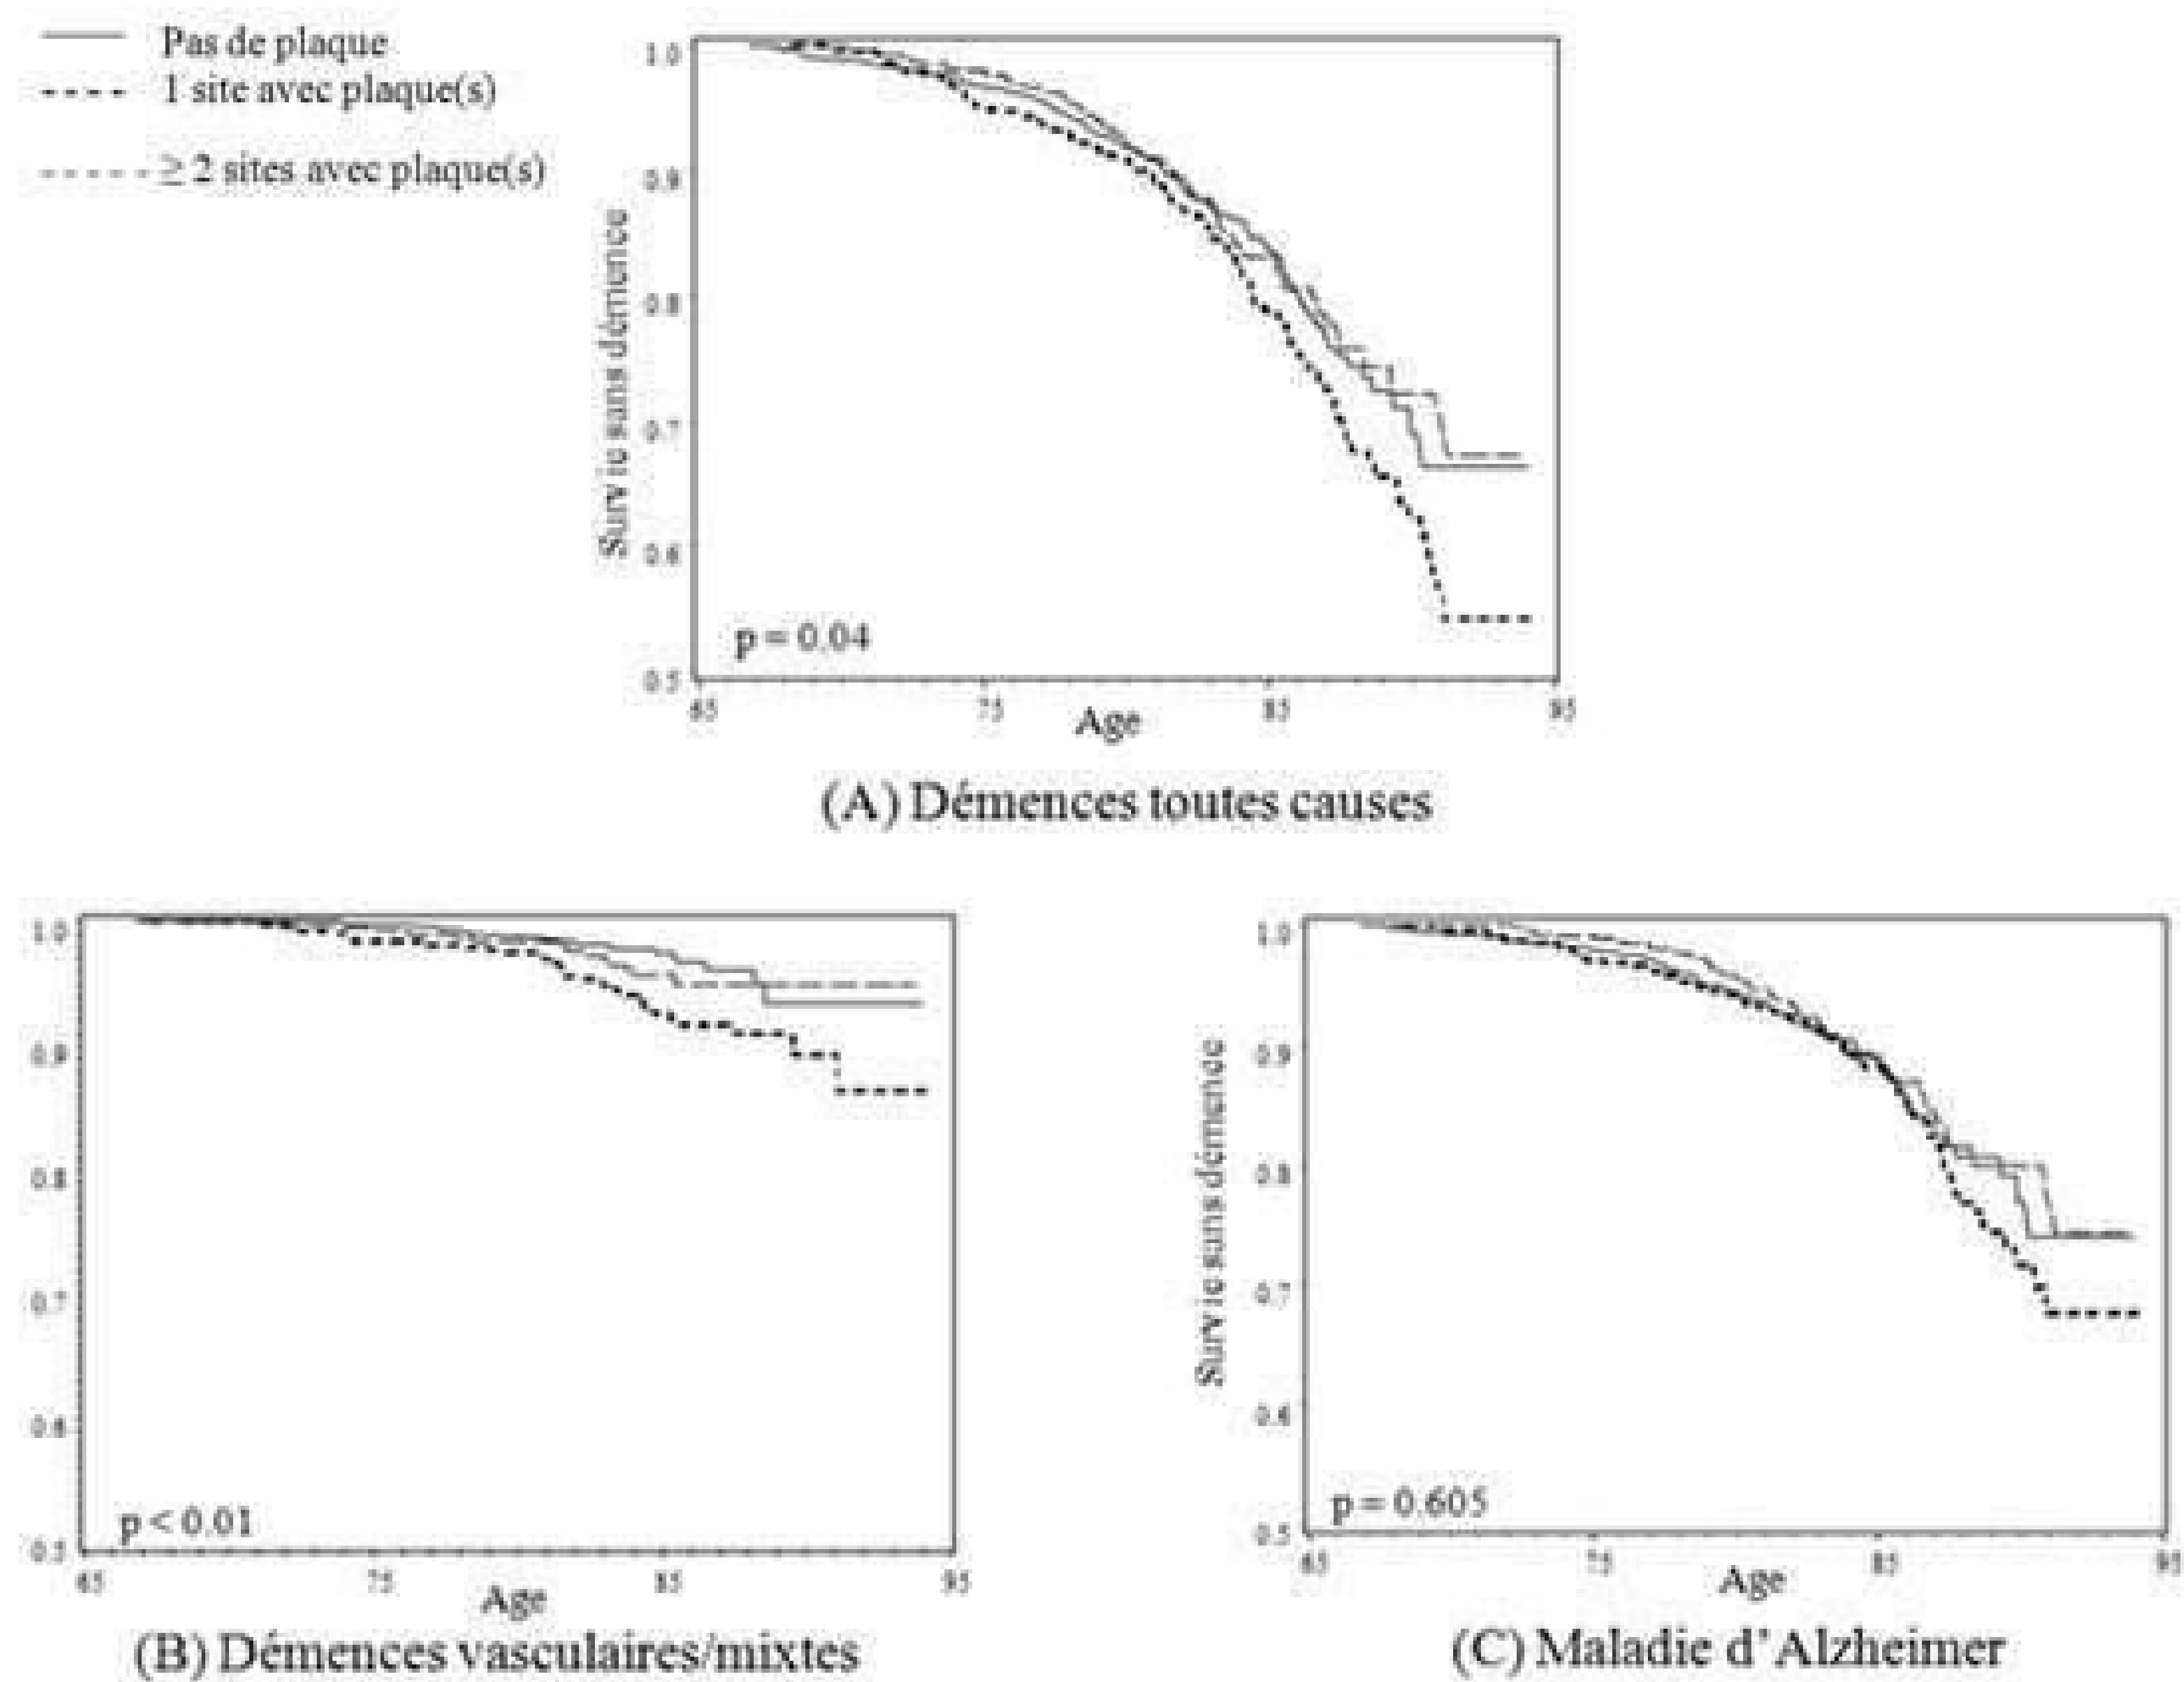 Pas de plaque
1 site avec plaque(s)
≥ 2 sites avec plaque(s)
Survie sans démence
1.0
0.9
0.8
0.7
0.6
0.5
p = 0.04
65
75
85
95
Age
(A) Démences toutes causes
1.0
0.9
0.8
0.7
0.6
0.5
p < 0.01
65
75
85
95
Age
(B) Démences vasculaires/mixtes
Survie sans démence
1.0
0.9
0.8
0.7
0.6
0.5
p = 0.605
65
75
85
95
Age
(C) Maladie d’Alzheimer